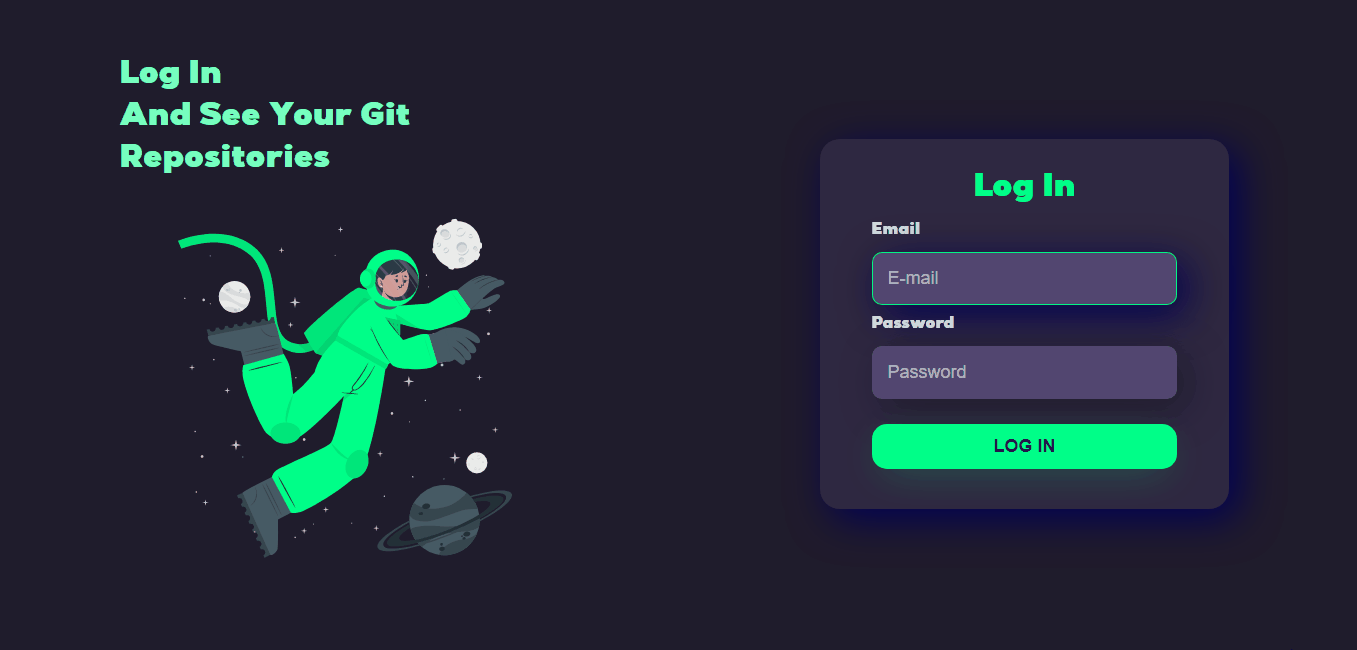 Log In
And See Your Git
Repositories
Log In
Email
E-mail
Password
Password
LOG IN